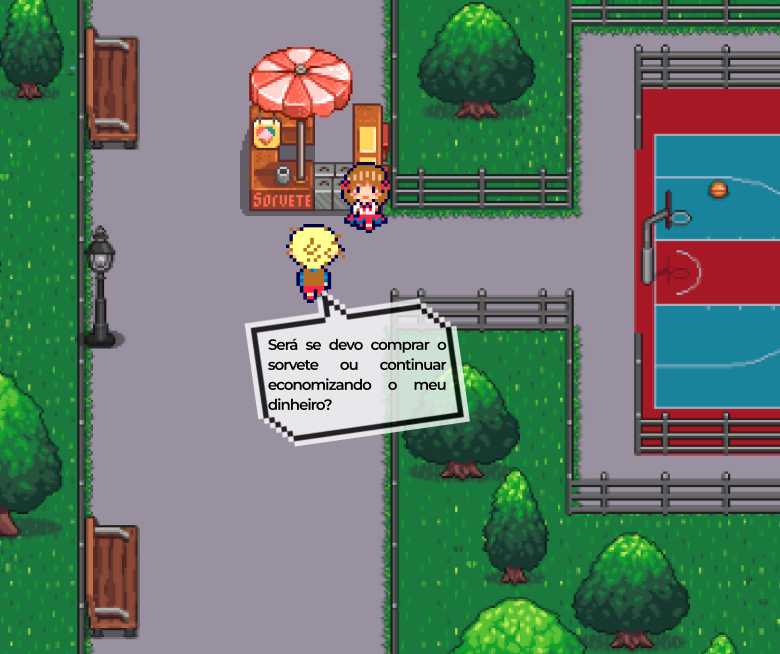 SORVETE
Será se devo comprar o
sorvete ou continuar
economizando o meu
dinheiro?